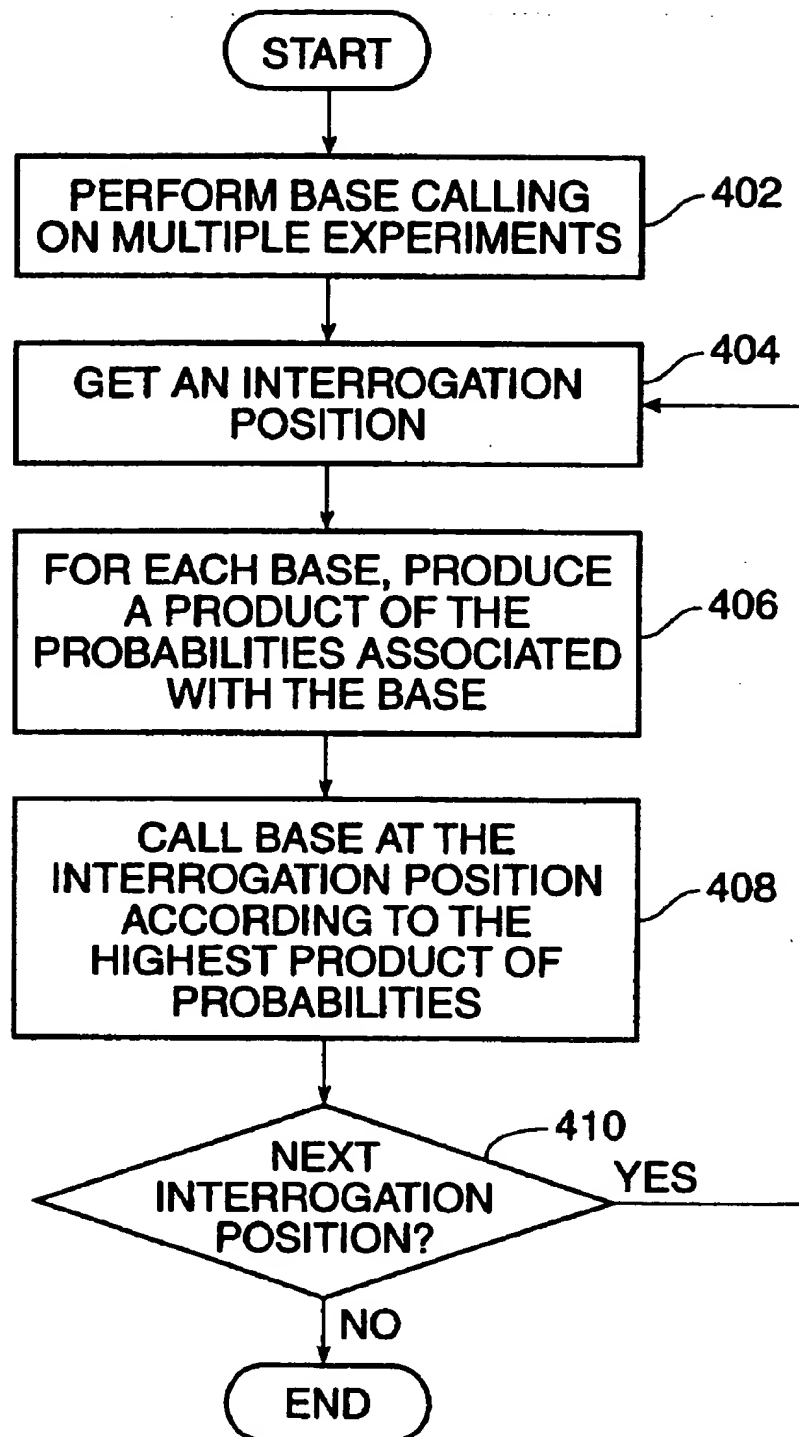 START
PERFORM BASE CALLING
ON MULTIPLE EXPERIMENTS
402
GET AN INTERROGATION
POSITION
404
FOR EACH BASE, PRODUCE
A PRODUCT OF THE
PROBABILITIES ASSOCIATED
WITH THE BASE
406
CALL BASE AT THE
INTERROGATION POSITION
ACCORDING TO THE
HIGHEST PRODUCT OF
PROBABILITIES
408
NEXT
INTERROGATION
POSITION?
410
YES
NO
END